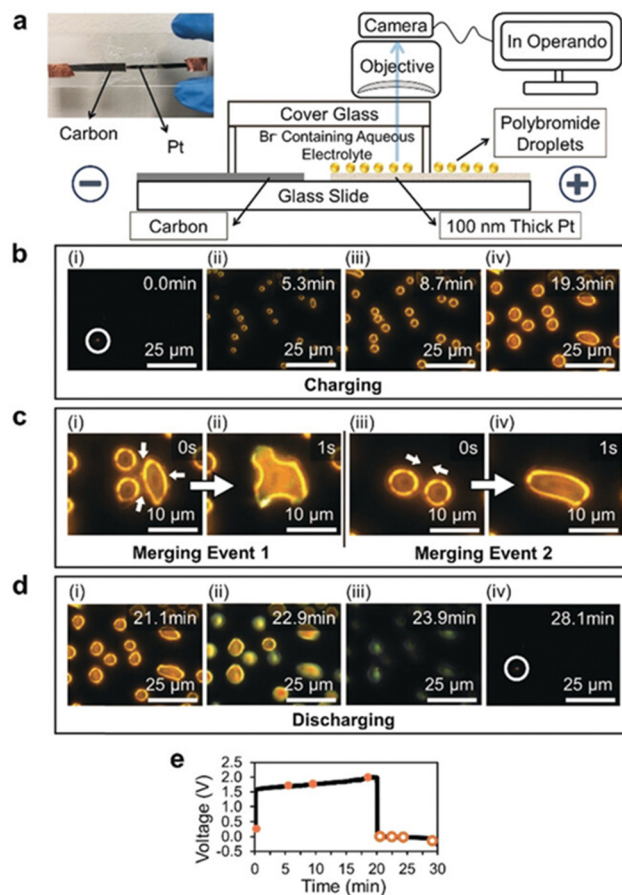 a
Camera
Objective
In Operando
Cover Glass
Br- Containing Aqueous
Electrolyte
Polybromide
Droplets
Carbon
Pt
Glass Slide
Carbon
100 nm Thick Pt
b
(i)
(ii)
(iii)
(iv)
0.0min
5.3min
8.7min
19.3min
25 µm
25 µm
25 µm
25 µm
Charging
c
(i)
(ii)
(iii)
(iv)
0s
1s
0s
1s
10 µm
10 µm
10 µm
10 µm
Merging Event 1
Merging Event 2
d
(i)
(ii)
(iii)
(iv)
21.1min
22.9min
23.9min
28.1min
25 µm
25 µm
25 µm
25 µm
Discharging
e
Voltage (V)
2.5
2.0
1.5
1.0
0.5
0.0
-0.5
0 5 10 15 20 25 30
Time (min)